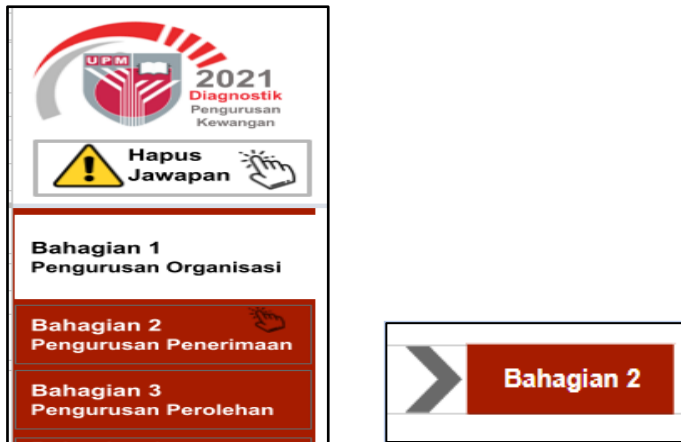 UPM
2021
Diagnostik
Pengurusan
Kewangan
Hapus
Jawapan
Bahagian 1
Pengurusan Organisasi
Bahagian 2
Pengurusan Penerimaan
Bahagian 3
Pengurusan Perolehan
Bahagian 2